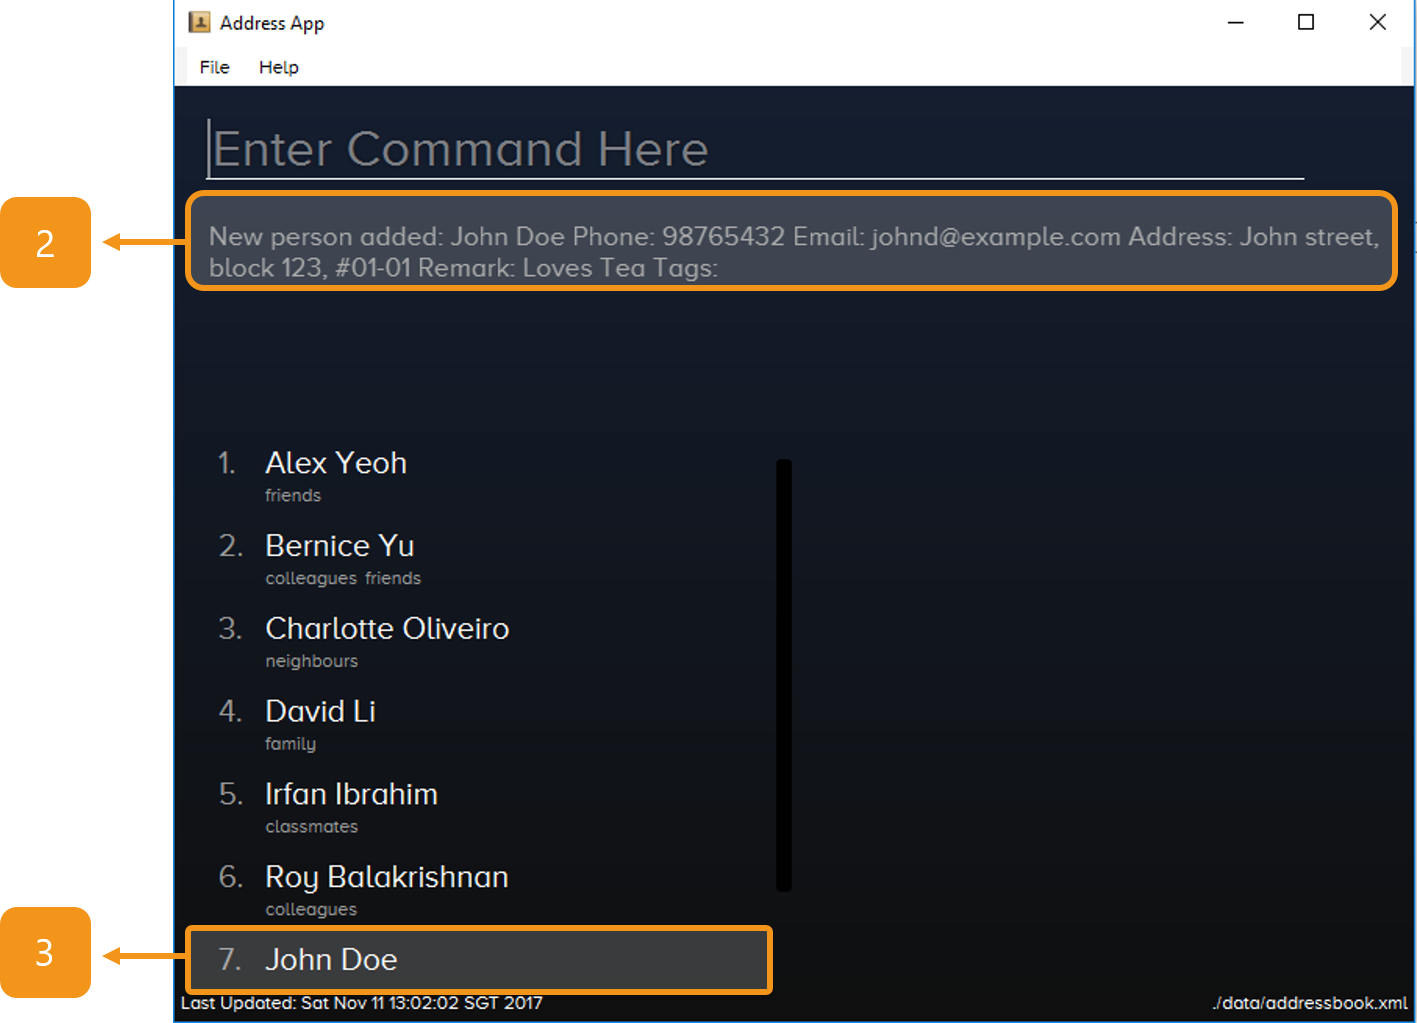 Address App
File Help
Enter Command Here
2
New person added: John Doe Phone: 98765432 Email: johnd@example.com Address: John street,
block 123, #01-01 Remark: Loves Tea Tags:
1. Alex Yeoh
friends
2. Bernice Yu
colleagues friends
3. Charlotte Oliveiro
neighbours
4. David Li
family
5. Irfan Ibrahim
classmates
6. Roy Balakrishnan
colleagues
3
7. John Doe
Last Updated: Sat Nov 11 13:02:02 SGT 2017 ./data/addressbook.xml